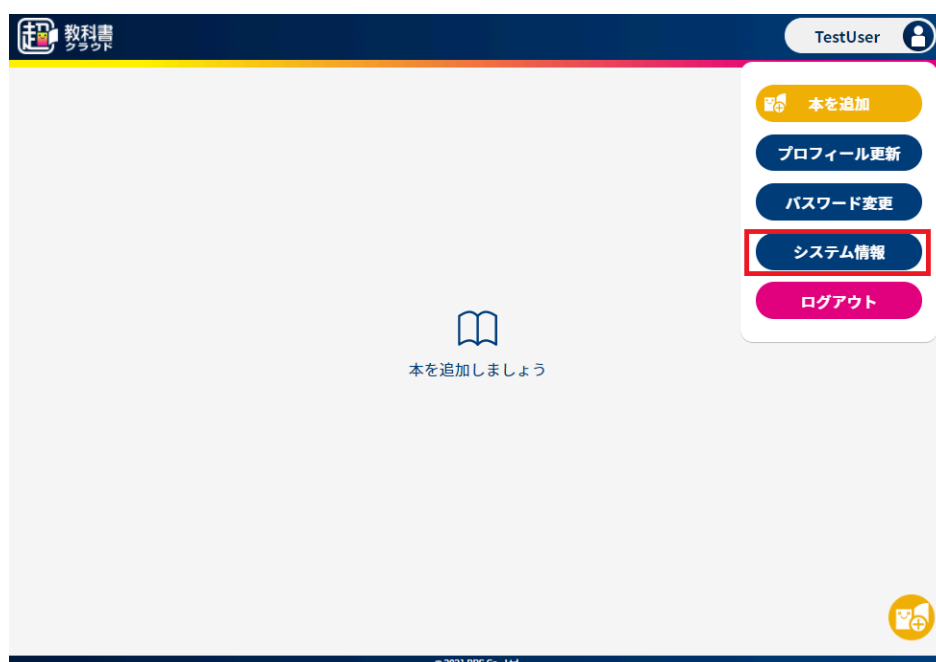 超 教科書
クラウド
TestUser
本を追加
プロフィール更新
パスワード変更
システム情報
ログアウト
本を追加しましょう